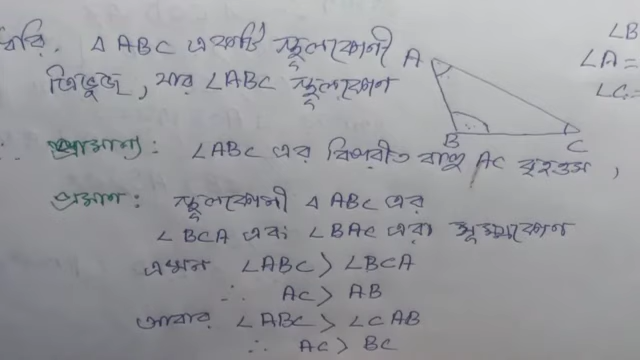 ধরি, △ABC একটি স্থূলকোণী
ত্রিভুজ, যার ∠ABC স্থূলকোণ
A
B
C
∠B
∠A =
∠C =
প্রামান্য: ∠ABC এর বিপরীত বাহু AC বৃহত্তম,
প্রমান: স্থূলকোণী △ABC এর
∠BCA এবং ∠BAC এরা সূক্ষ্মকোণ
এখন ∠ABC > ∠BCA
∴ AC > AB
আবার ∠ABC > ∠CAB
∴ AC > BC